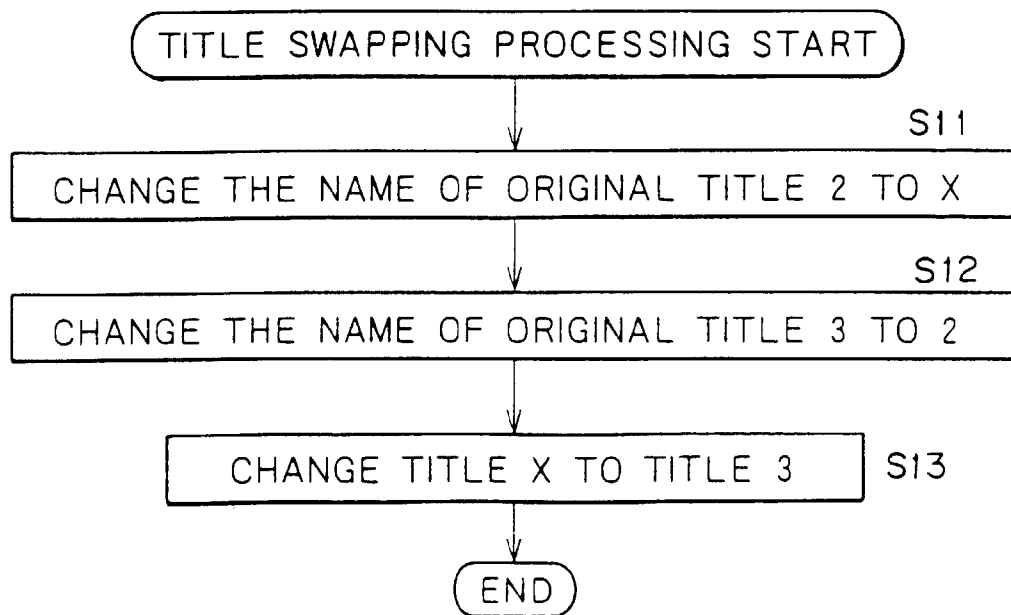 TITLE SWAPPING PROCESSING START
S11
CHANGE THE NAME OF ORIGINAL TITLE 2 TO X
S12
CHANGE THE NAME OF ORIGINAL TITLE 3 TO 2
CHANGE TITLE X TO TITLE 3 S13
END